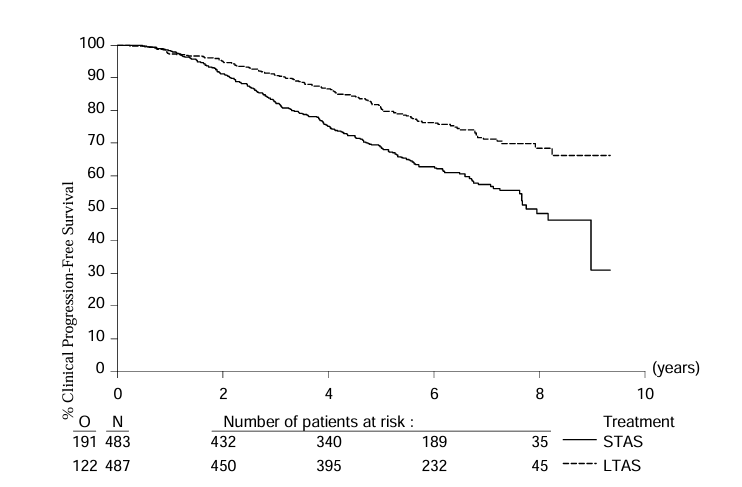 % Clinical Progression-Free Survival
100
90
80
70
60
50
40
30
20
10
0
0 2 4 6 8 10
(years)
O N Number of patients at risk : Treatment
191 483 432 340 189 35 STAS
122 487 450 395 232 45 LTAS